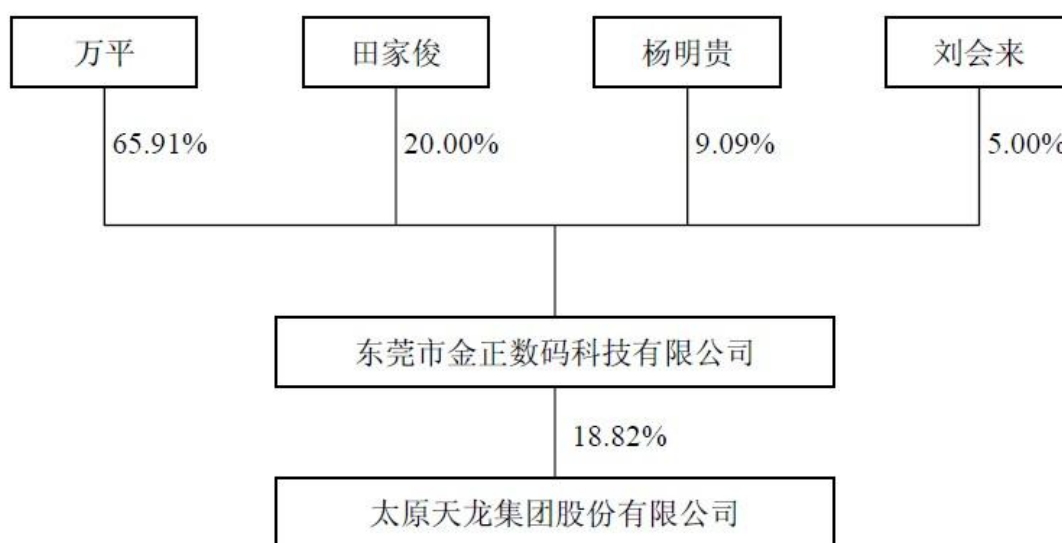 万平
田家俊
杨明贵
刘会来
65.91%
20.00%
9.09%
5.00%
东莞市金正数码科技有限公司
18.82%
太原天龙集团股份有限公司